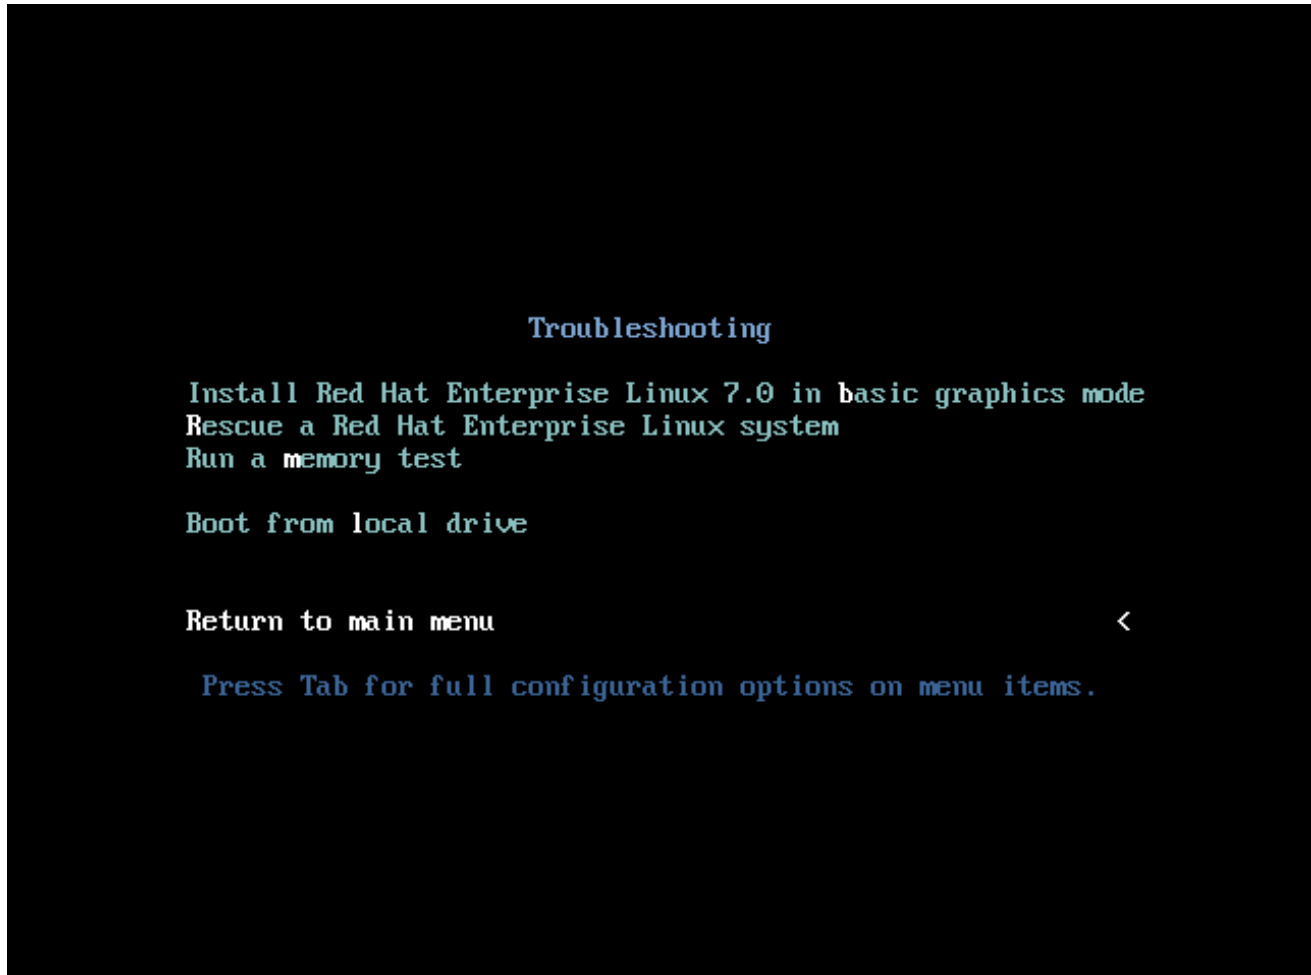 Troubleshooting
Install Red Hat Enterprise Linux 7.0 in basic graphics mode
Rescue a Red Hat Enterprise Linux system
Run a memory test
Boot from local drive
Return to main menu <
Press Tab for full configuration options on menu items.